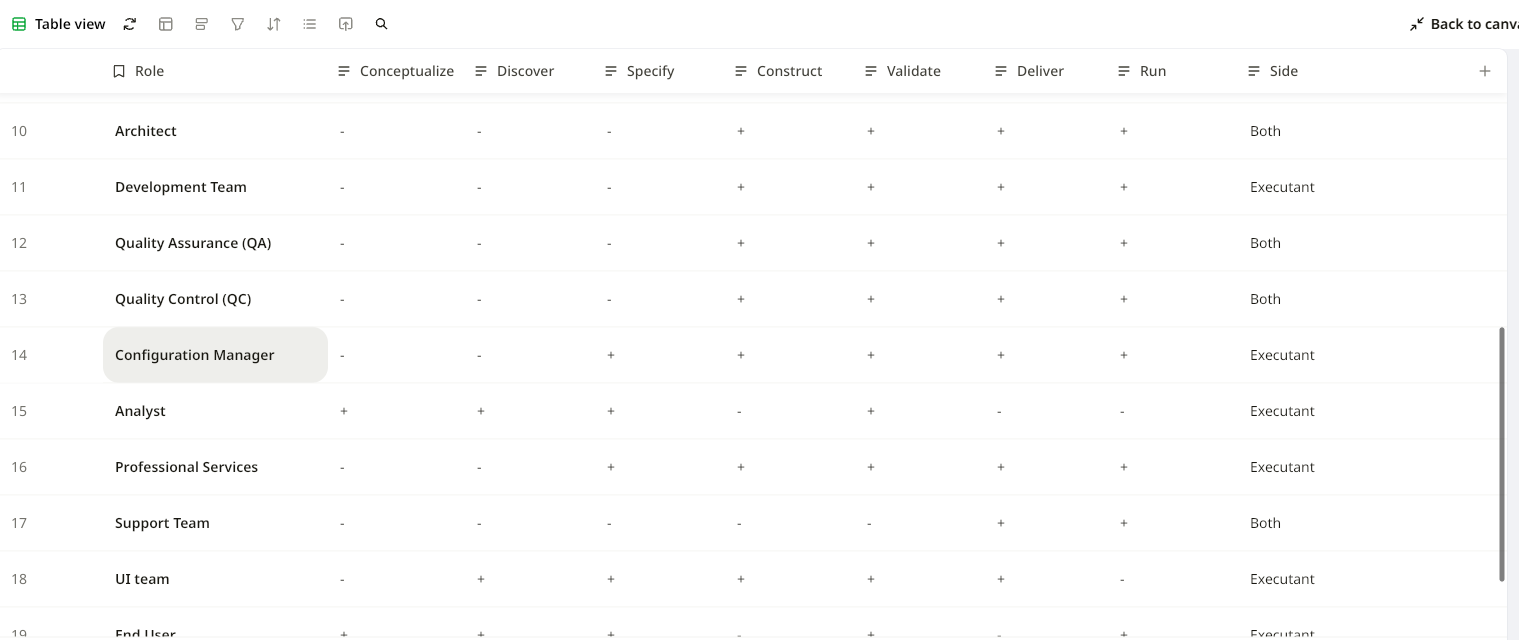 Table view Back to canva
Role Conceptualize Discover Specify Construct Validate Deliver Run Side +
10 Architect - - - + + + + Both
11 Development Team - - - + + + + Executant
12 Quality Assurance (QA) - - - + + + + Both
13 Quality Control (QC) - - - + + + + Both
14 Configuration Manager - - + + + + + Executant
15 Analyst + + + - + - - Executant
16 Professional Services - - + + + + + Executant
17 Support Team - - - - - + + Both
18 UI team - + + + + + - Executant
19 End User + + + - + - + Executant